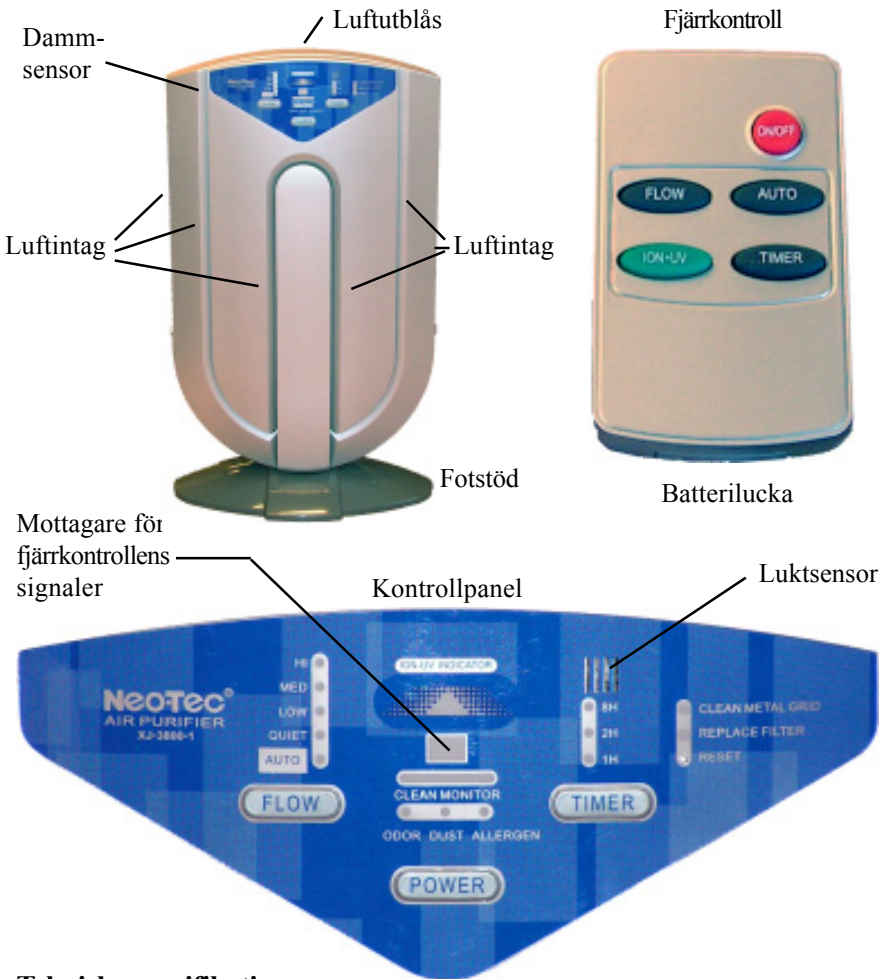 Luftutblås
Damm-
sensor
Fjärrkontroll
NeoTec
ON/OFF
FLOW
AUTO
ION-UV
TIMER
Luftintag
Luftintag
Fotstöd
Batterilucka
Mottagare för
fjärrkontrollens
signaler
Kontrollpanel
Luktsensor
NeoTec®
AIR PURIFIER
XJ-3800-1
HI
MED
LOW
QUIET
AUTO
FLOW
ION-UV INDICATOR
CLEAN MONITOR
ODOR DUST ALLERGEN
POWER
8H
2H
1H
TIMER
CLEAN METAL GRID
REPLACE FILTER
RESET